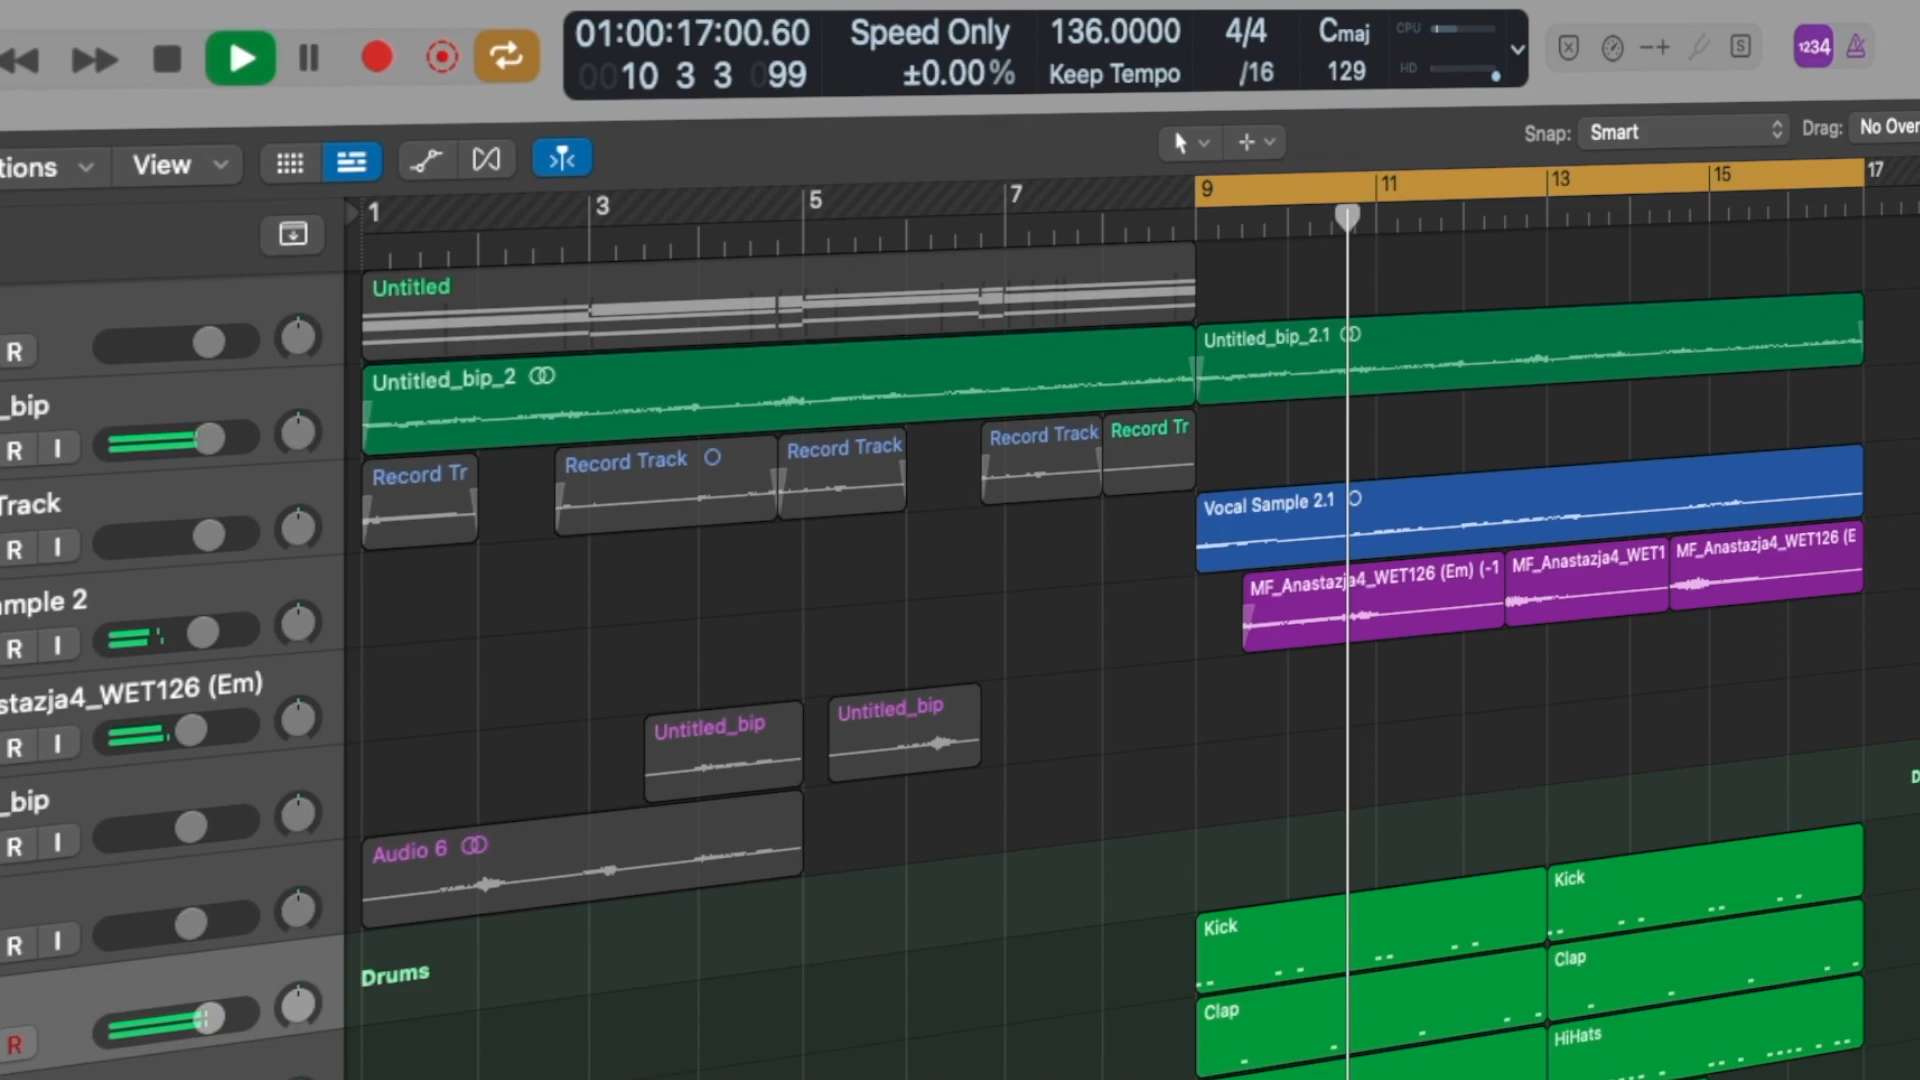 01:00:17:00.60 Speed Only 136.0000 4/4 Cmaj CPU
0010 3 3 099 ±0.00% Keep Tempo /16 129 HD
S 1234
Snap: Smart Drag: No Over
tions View
1 3 5 7 9 11 13 15 17
Untitled
R
Untitled_bip_2 Untitled_bip_2.1
_bip
R I
Record Tr Record Track Record Track Record Track Record Tr
Track
R I
Vocal Sample 2.1
mple 2
R I
MF_Anastazja4_WET126 (Em) (-1 MF_Anastazja4_WET1 MF_Anastazja4_WET126 (E
stazja4_WET126 (Em)
R I
Untitled_bip Untitled_bip
_bip
R I
Audio 6
R I
Drums
D
Kick Kick
Clap Clap
HiHats
R